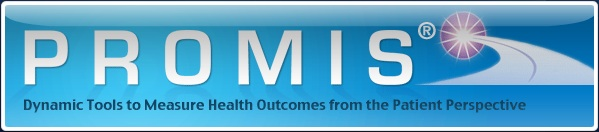 PROMIS®
Dynamic Tools to Measure Health Outcomes from the Patient Perspective